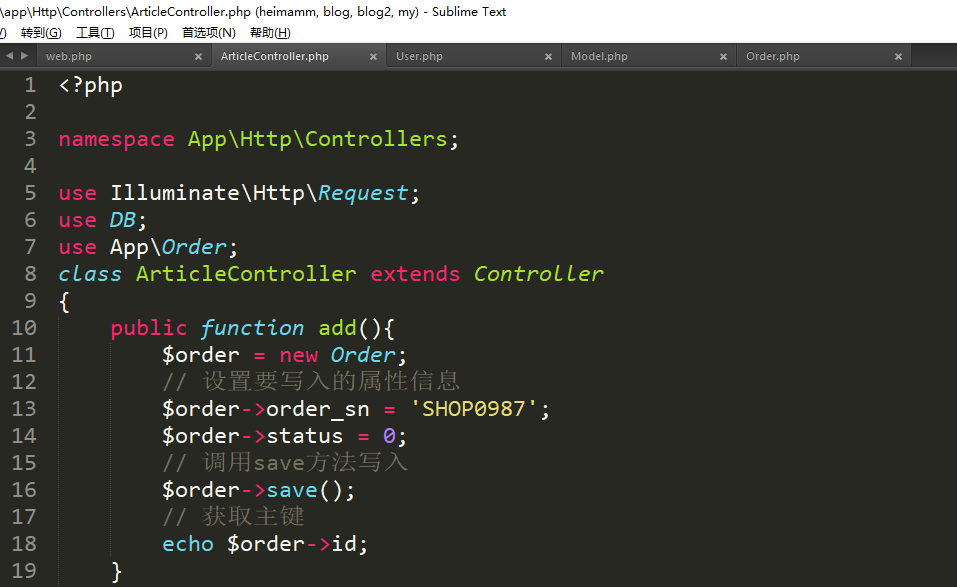 \app\Http\Controllers\ArticleController.php (heimamm, blog, blog2, my) - Sublime Text
V) 转到(G) 工具(T) 项目(P) 首选项(N) 帮助(H)
web.php × ArticleController.php × User.php × Model.php × Order.php ×
1 <?php
2
3 namespace App\Http\Controllers;
4
5 use Illuminate\Http\Request;
6 use DB;
7 use App\Order;
8 class ArticleController extends Controller
9 {
10 public function add(){
11 $order = new Order;
12 // 设置要写入的属性信息
13 $order->order_sn = 'SHOP0987';
14 $order->status = 0;
15 // 调用save方法写入
16 $order->save();
17 // 获取主键
18 echo $order->id;
19 }